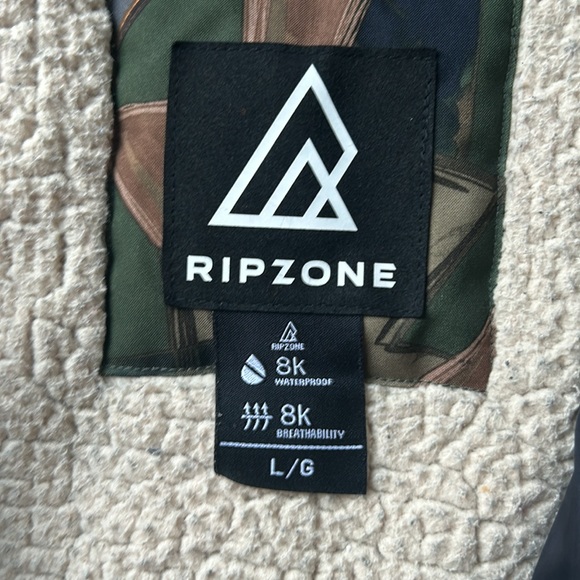 RIPZONE
RIPZONE
8k
WATERPROOF
8k
BREATHABILITY
L/G